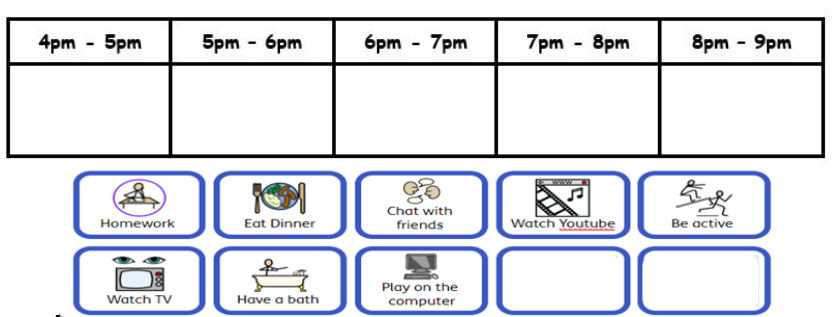 4pm - 5pm 5pm - 6pm 6pm - 7pm 7pm - 8pm 8pm - 9pm
www
Chat with
Homework Eat Dinner friends Watch Youtube Be active
Play on the
Watch TV Have a bath computer